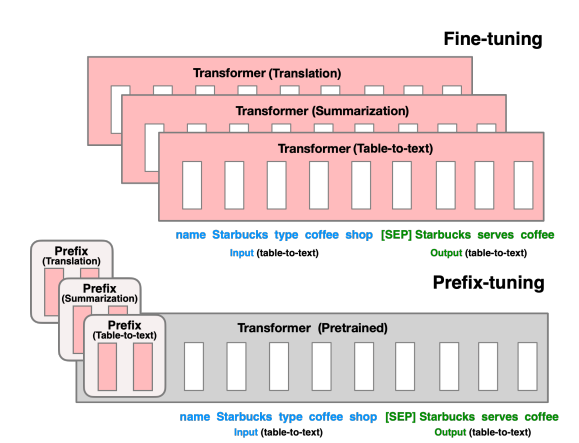 Fine-tuning
Transformer (Translation)
Transformer (Summarization)
Transformer (Table-to-text)
name Starbucks type coffee shop [SEP] Starbucks serves coffee
Input (table-to-text) Output (table-to-text)
Prefix-tuning
Prefix
(Translation)
Prefix
(Summarization)
Prefix
(Table-to-text)
Transformer (Pretrained)
name Starbucks type coffee shop [SEP] Starbucks serves coffee
Input (table-to-text) Output (table-to-text)